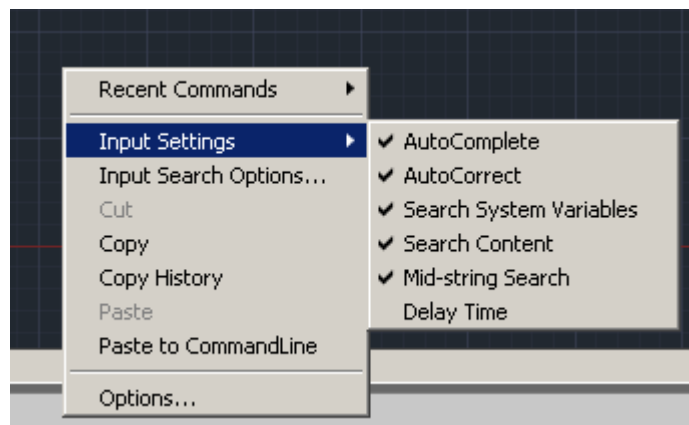 Recent Commands
Input Settings
Input Search Options...
Cut
Copy
Copy History
Paste
Paste to CommandLine
Options...
AutoComplete
AutoCorrect
Search System Variables
Search Content
Mid-string Search
Delay Time